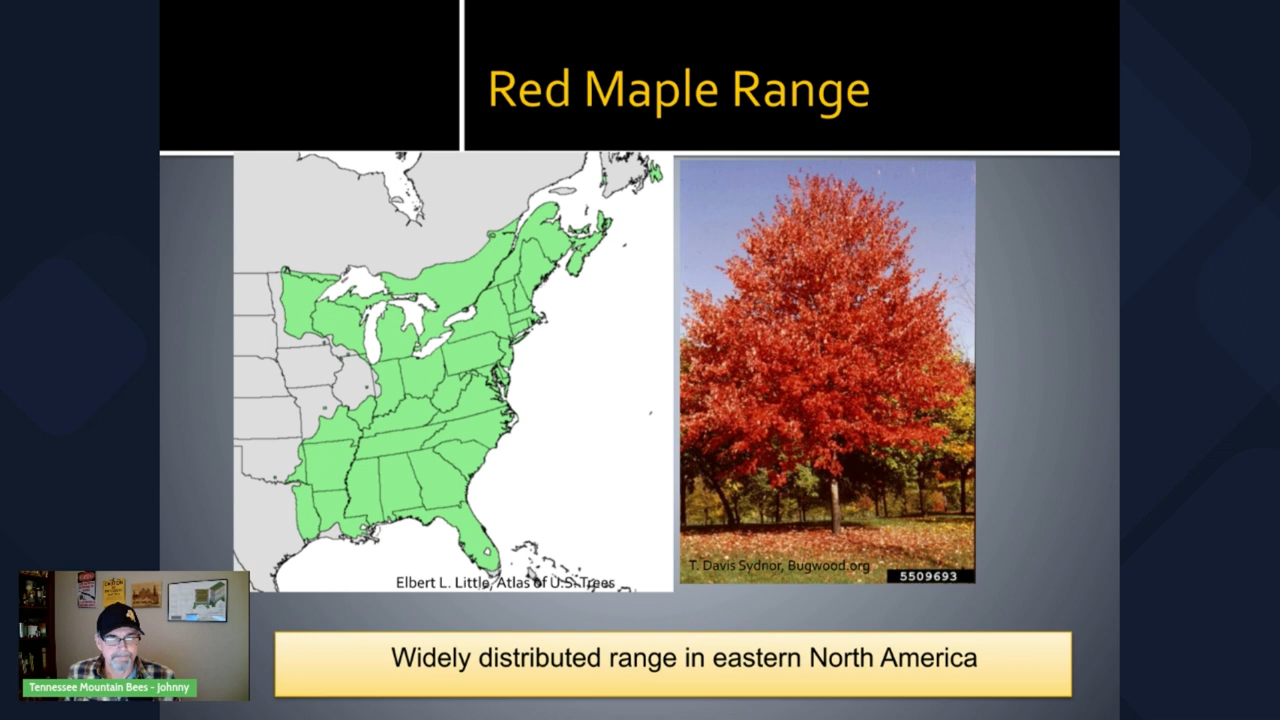 Red Maple Range
Elbert L. Little, Atlas of U.S. Trees
T. Davis Sydnor, Bugwood.org
5509693
Widely distributed range in eastern North America
Tennessee Mountain Bees - Johnny